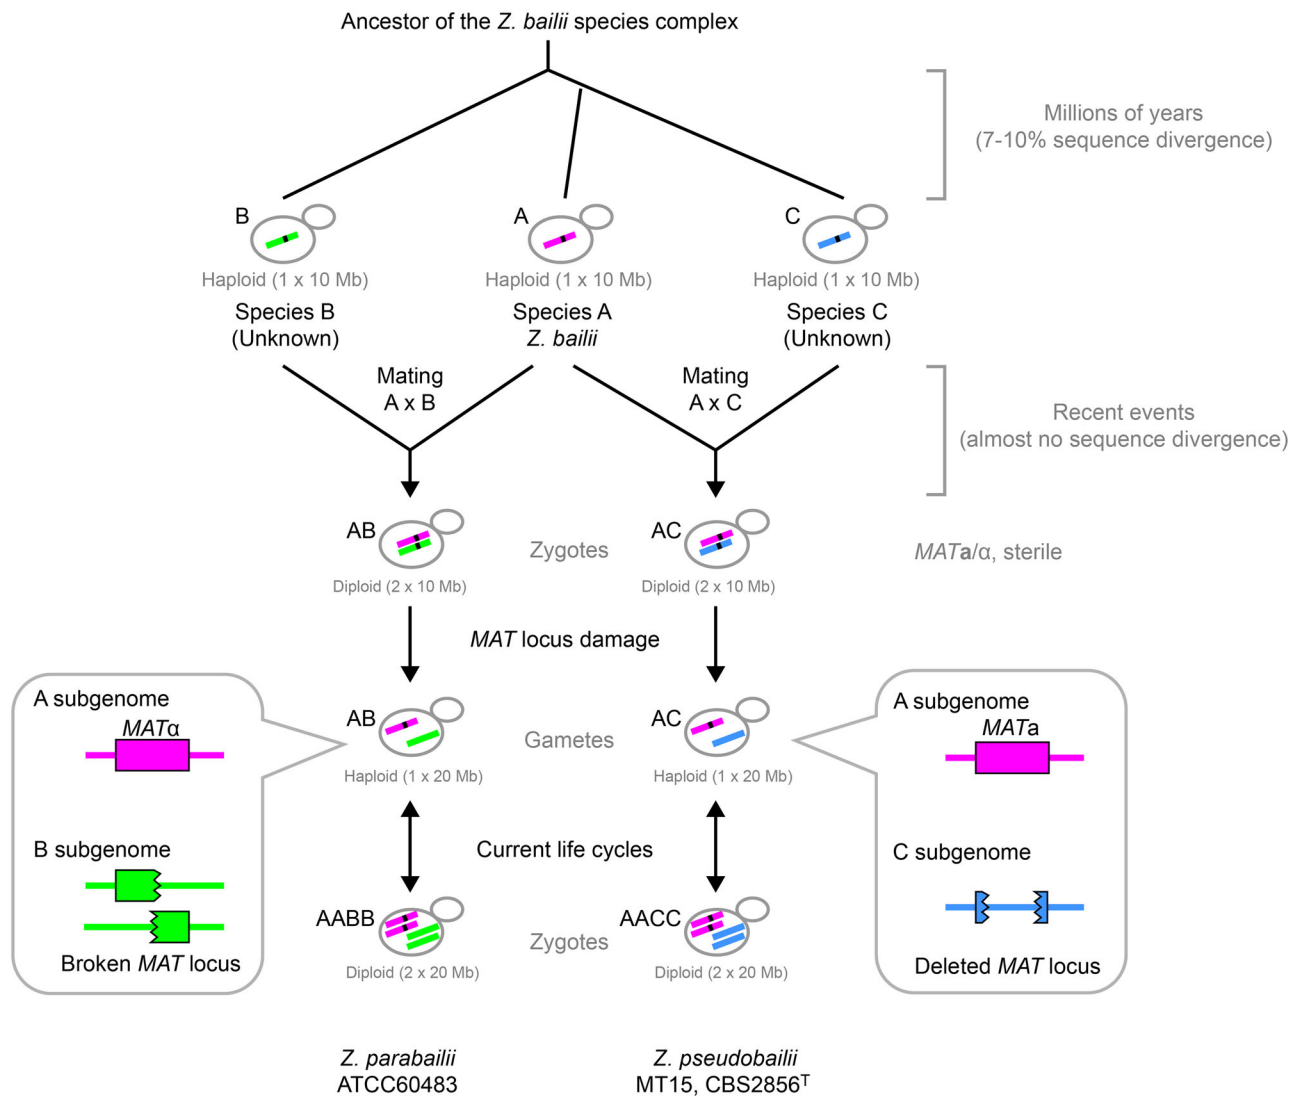 Ancestor of the Z. bailii species complex
Millions of years
(7-10% sequence divergence)
B
A
C
Haploid (1 x 10 Mb)
Haploid (1 x 10 Mb)
Haploid (1 x 10 Mb)
Species B
(Unknown)
Species A
Z. bailii
Species C
(Unknown)
Mating
A x B
Mating
A x C
Recent events
(almost no sequence divergence)
AB
Zygotes
AC
MATa/α, sterile
Diploid (2 x 10 Mb)
Diploid (2 x 10 Mb)
MAT locus damage
A subgenome
MATα
B subgenome
Broken MAT locus
AB
Gametes
AC
Haploid (1 x 20 Mb)
Haploid (1 x 20 Mb)
A subgenome
MATa
C subgenome
Deleted MAT locus
Current life cycles
AABB
Zygotes
AACC
Diploid (2 x 20 Mb)
Diploid (2 x 20 Mb)
Z. parabailii
ATCC60483
Z. pseudobailii
MT15, CBS2856ᵀ